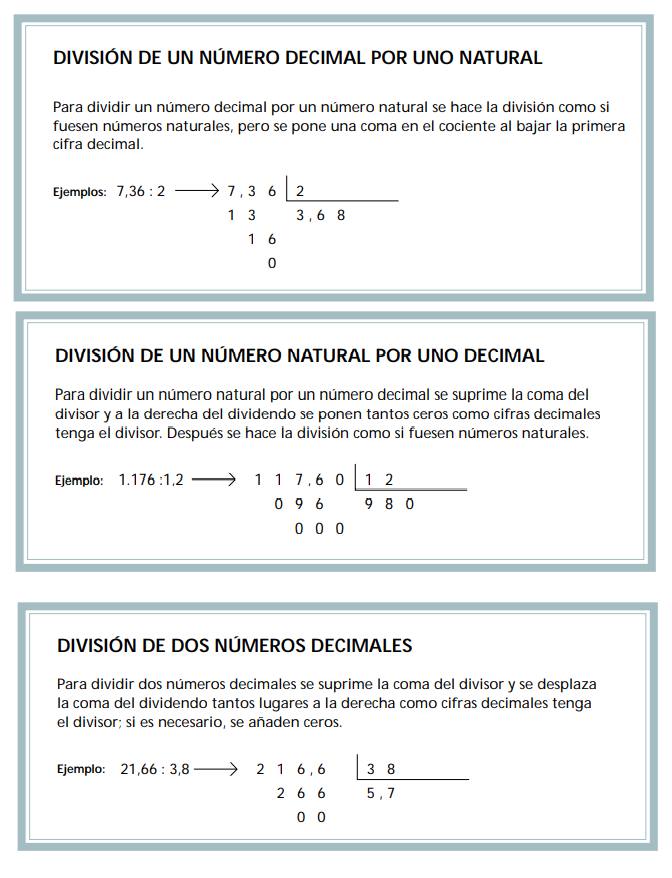 DIVISIÓN DE UN NÚMERO DECIMAL POR UNO NATURAL
Para dividir un número decimal por un número natural se hace la división como si
fuesen números naturales, pero se pone una coma en el cociente al bajar la primera
cifra decimal.
Ejemplos: 7,36 : 2 → 7,3 6 2
1 3 3,6 8
1 6
0
DIVISIÓN DE UN NÚMERO NATURAL POR UNO DECIMAL
Para dividir un número natural por un número decimal se suprime la coma del
divisor y a la derecha del dividendo se ponen tantos ceros como cifras decimales
tenga el divisor. Después se hace la división como si fuesen números naturales.
Ejemplo: 1.176 :1,2 → 1 1 7,6 0 1 2
0 9 6 9 8 0
0 0 0
DIVISIÓN DE DOS NÚMEROS DECIMALES
Para dividir dos números decimales se suprime la coma del divisor y se desplaza
la coma del dividendo tantos lugares a la derecha como cifras decimales tenga
el divisor; si es necesario, se añaden ceros.
Ejemplo: 21,66 : 3,8 → 2 1 6,6 3 8
2 6 6 5,7
0 0